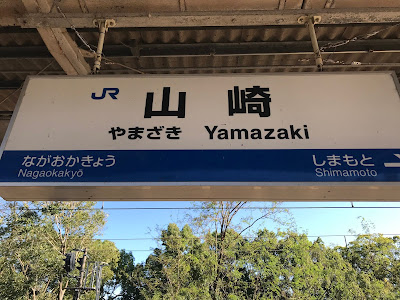 JR 山崎
やまざき Yamazaki
ながおかきょう しまもと
Nagaokakyō Shimamoto